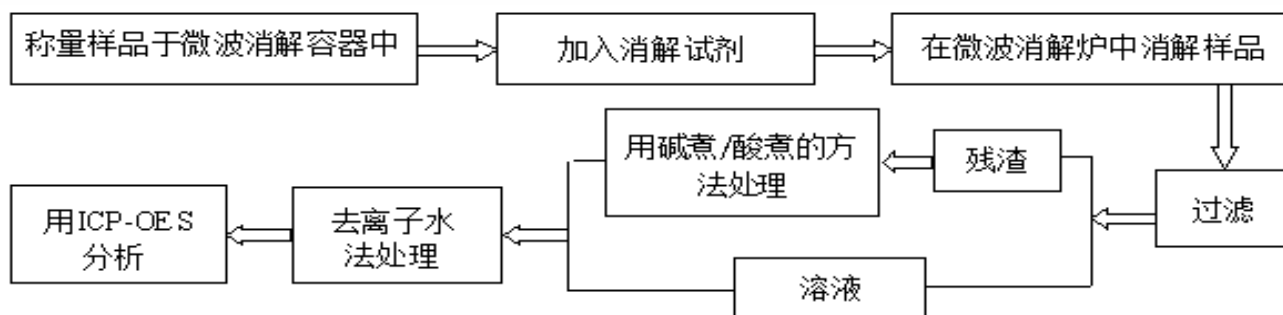 称量样品于微波消解容器中
加入消解试剂
在微波消解炉中消解样品
过滤
残渣
用碱煮/酸煮的方
法处理
溶液
去离子水
法处理
用ICP-OES
分析